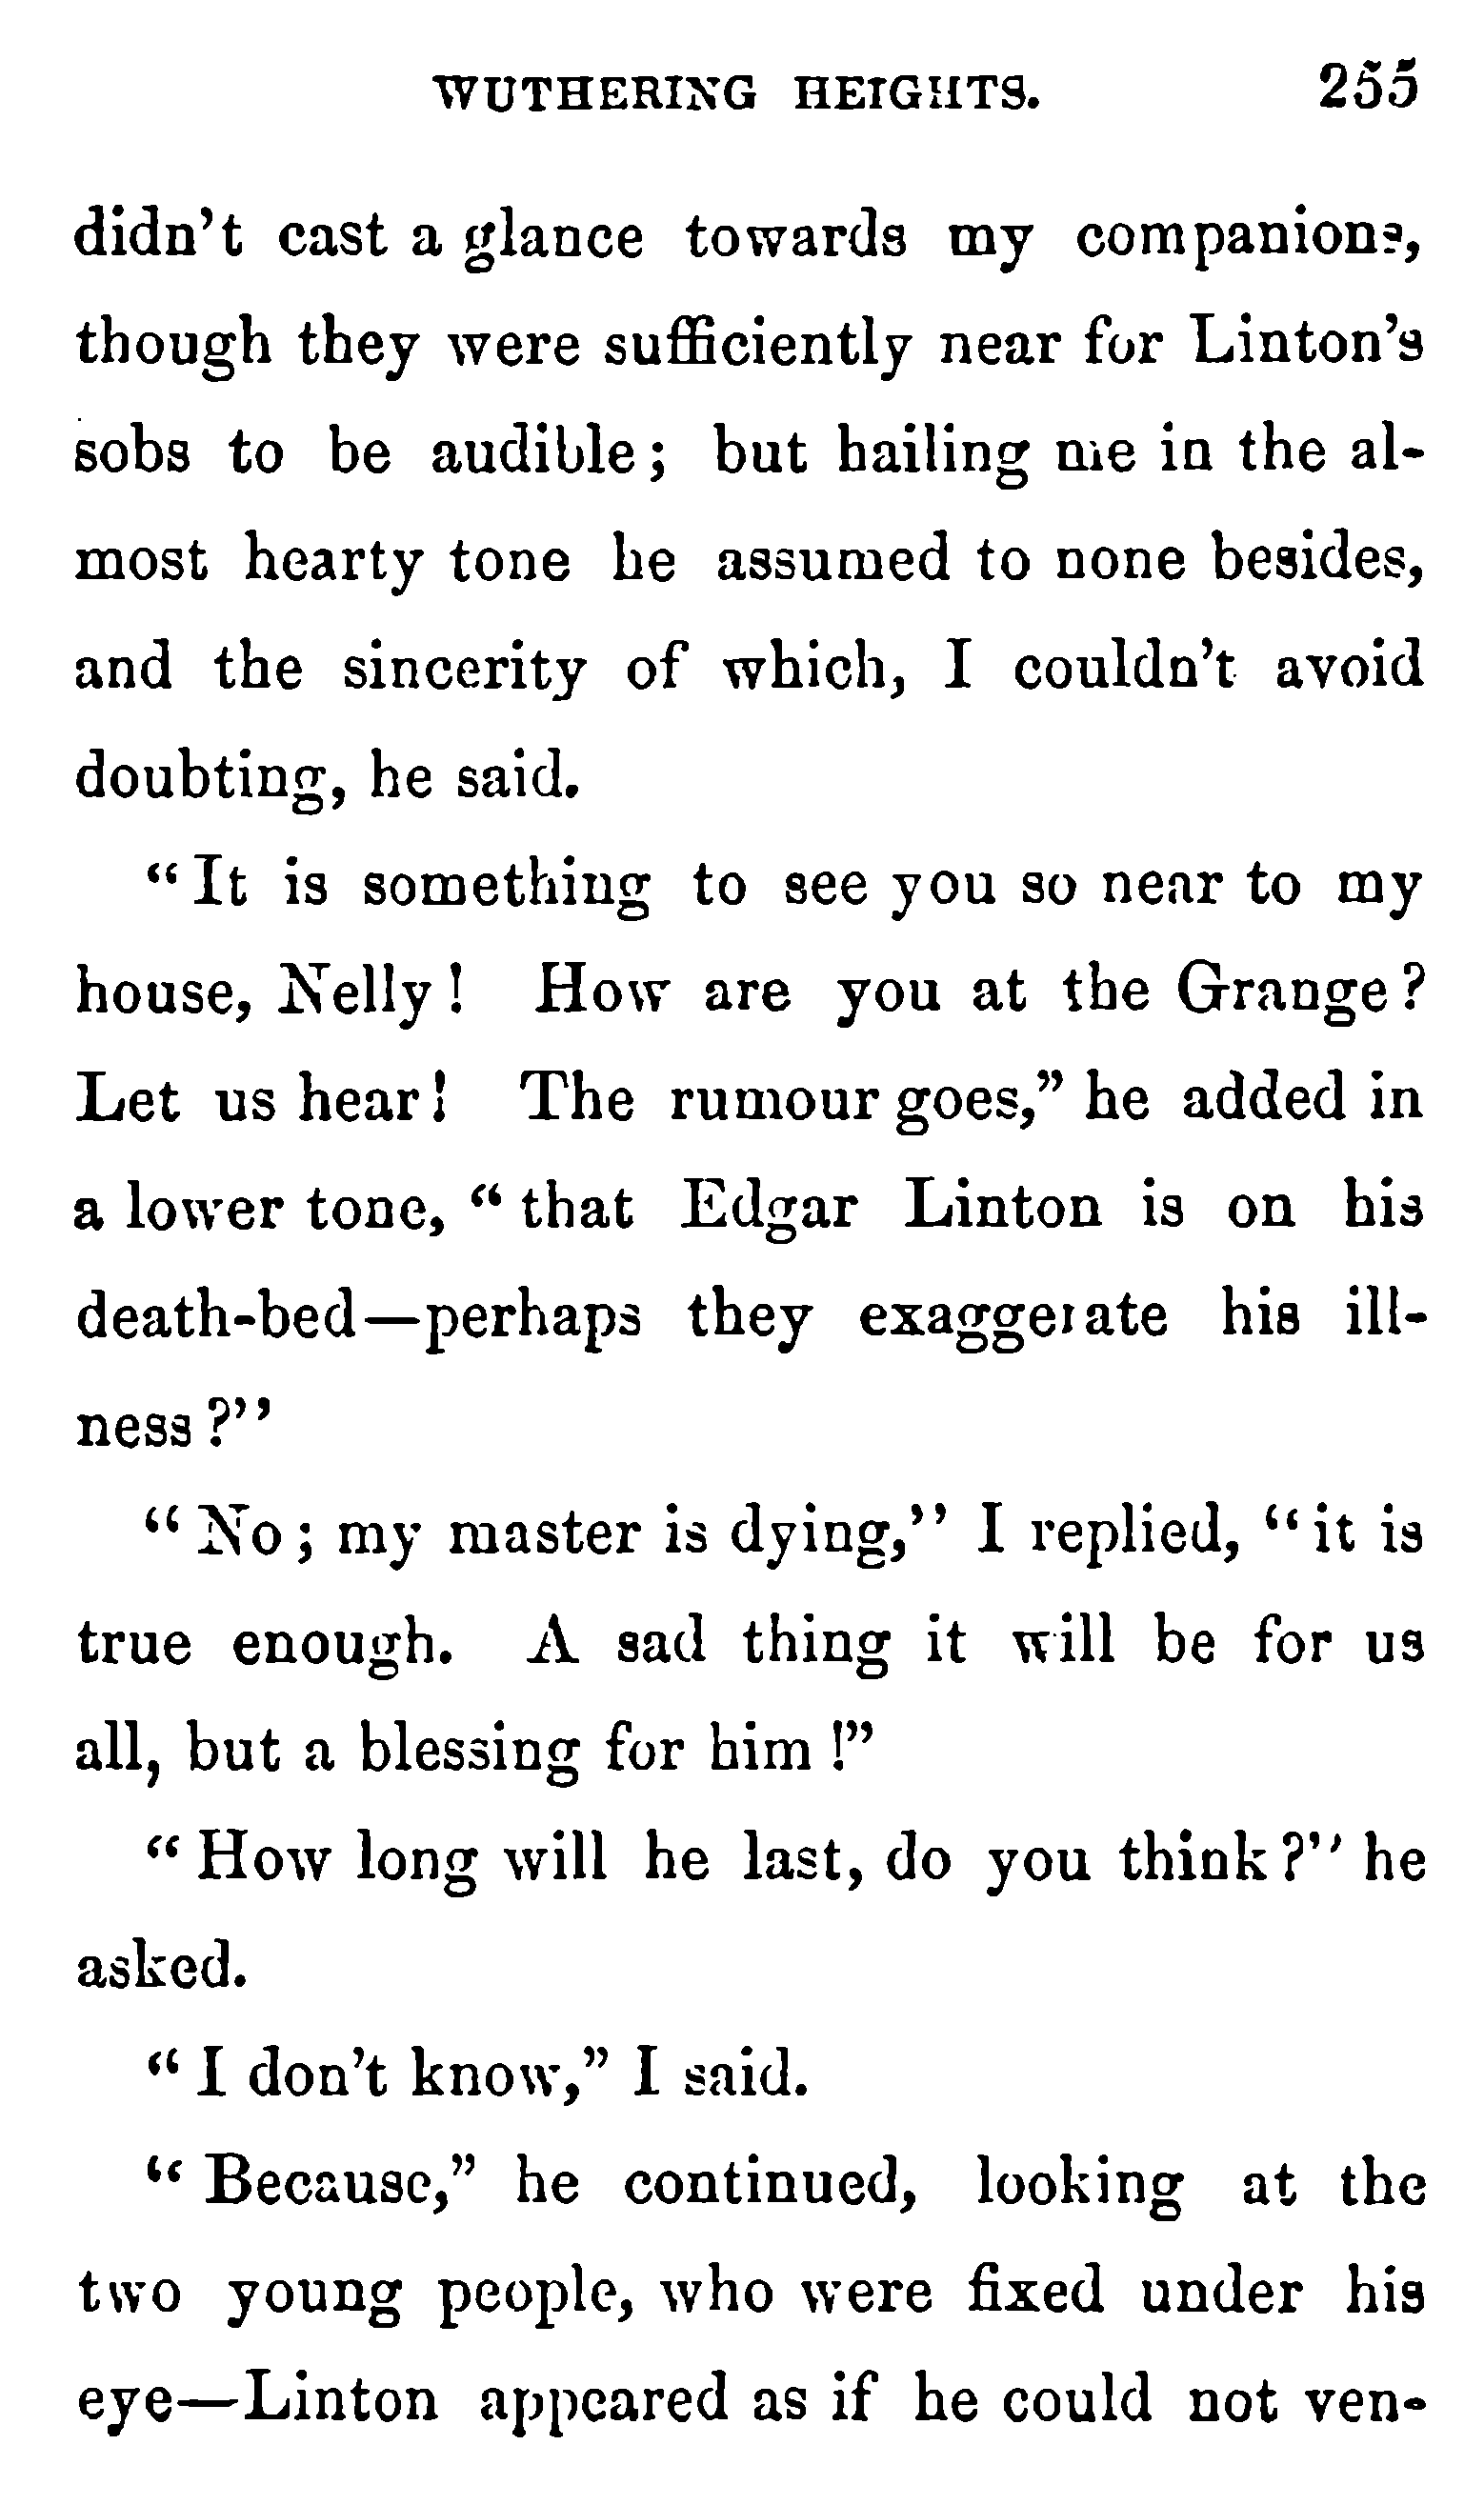 WUTHERING HEIGHTS. 255
didn't cast a glance towards my companions,
though they were sufficiently near for Linton's
sobs to be audible; but hailing me in the al-
most hearty tone he assumed to none besides,
and the sincerity of which, I couldn't avoid
doubting, he said.
"It is something to see you so near to my
house, Nelly! How are you at the Grange?
Let us hear! The rumour goes," he added in
a lower tone, "that Edgar Linton is on his
death-bed—perhaps they exaggerate his ill-
ness?"
"No; my master is dying," I replied, "it is
true enough. A sad thing it will be for us
all, but a blessing for him!"
"How long will he last, do you think?" he
asked.
"I don't know," I said.
"Because," he continued, looking at the
two young people, who were fixed under his
eye—Linton appeared as if he could not ven-